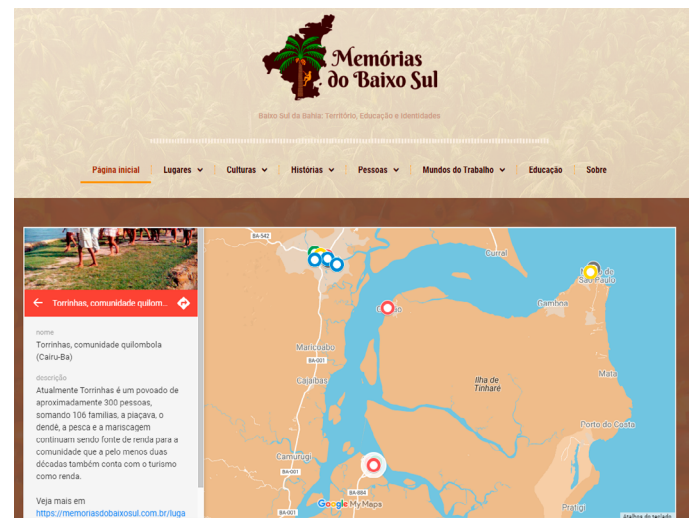 Memórias
do Baixo Sul
Baixo Sul da Bahia: Território, Educação e Identidades
Página inicial Lugares Culturas Histórias Pessoas Mundos do Trabalho Educação Sobre
Torrinhas, comunidade quilom...
nome
Torrinhas, comunidade quilombola
(Cairu-Ba)
descrição
Atualmente Torrinhas é um povoado de
aproximadamente 300 pessoas,
somando 106 famílias, a piaçava, o
dendê, a pesca e a mariscagem
continuam sendo fonte de renda para a
comunidade que a pelo menos duas
décadas também conta com o turismo
como renda.
Veja mais em
https://memoriasdobaixosul.com.br/luga
BA-542
Curral
São Paulo
Gamboa
Maricoabo
BA-001
Cajaíbas
Ilha de
Tinharé
Mata
Porto do Costa
Camurugi
BA-001
BA-884
Google My Maps
BA-001
Pratigi
Atalhos do teclado